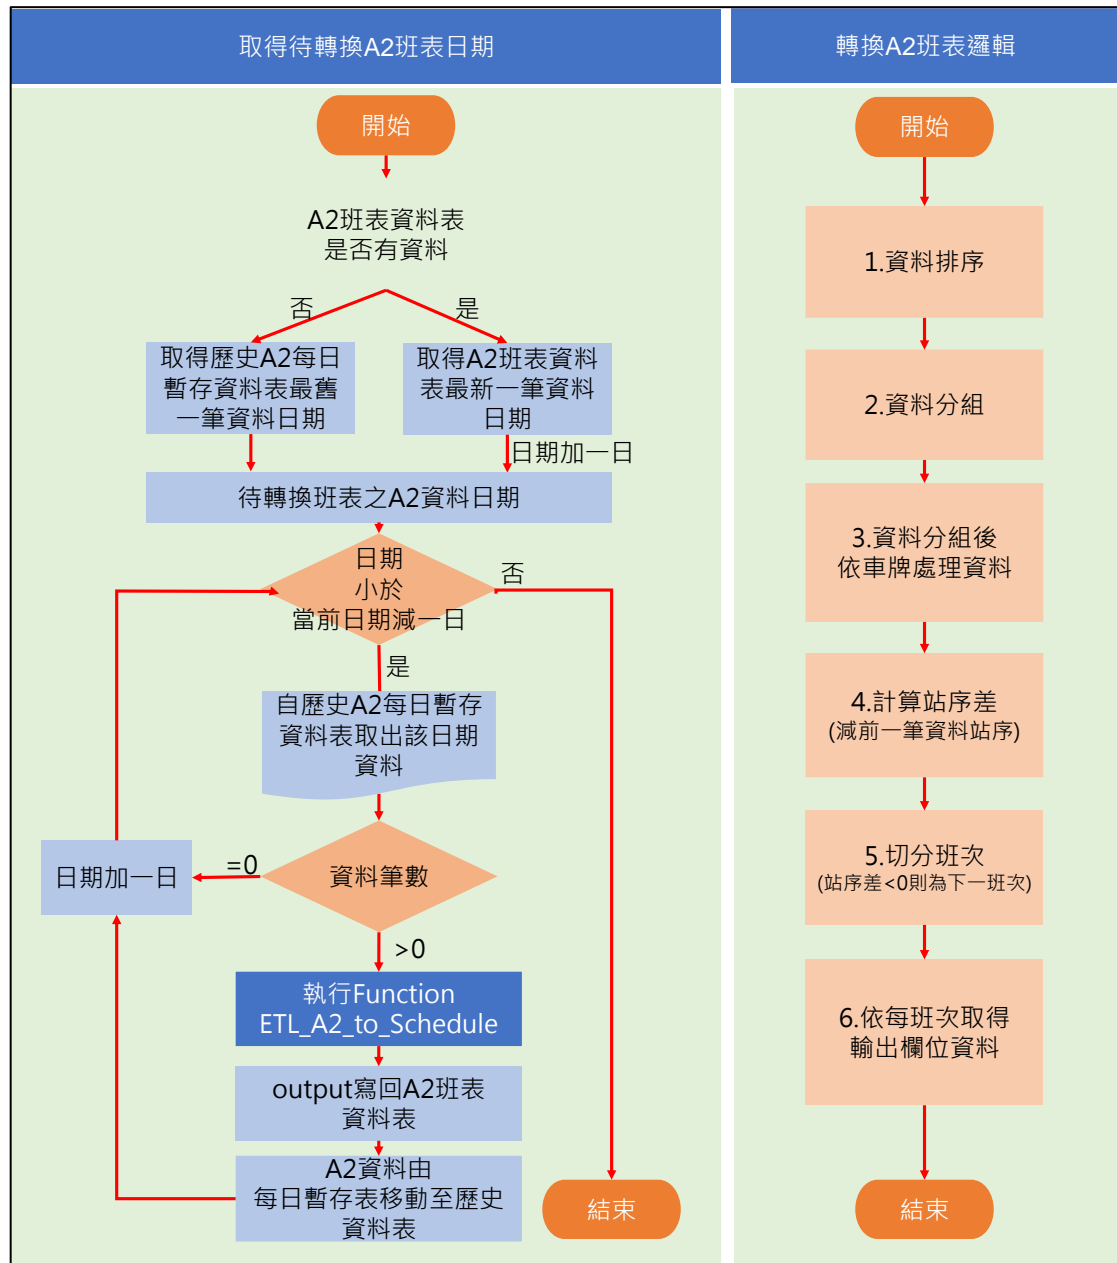 取得待轉換A2班表日期
開始
A2班表資料表
是否有資料
否
是
取得歷史A2每日
暫存資料表最舊
一筆資料日期
取得A2班表資料
表最新一筆資料
日期
日期加一日
待轉換班表之A2資料日期
日期
小於
當前日期減一日
否
是
自歷史A2每日暫存
資料表取出該日期
資料
日期加一日
=0
資料筆數
>0
執行Function
ETL_A2_to_Schedule
output寫回A2班表
資料表
A2資料由
每日暫存表移動至歷史
資料表
結束
轉換A2班表邏輯
開始
1.資料排序
2.資料分組
3.資料分組後
依車牌處理資料
4.計算站序差
(減前一筆資料站序)
5.切分班次
(站序差<0則為下一班次)
6.依每班次取得
輸出欄位資料
結束